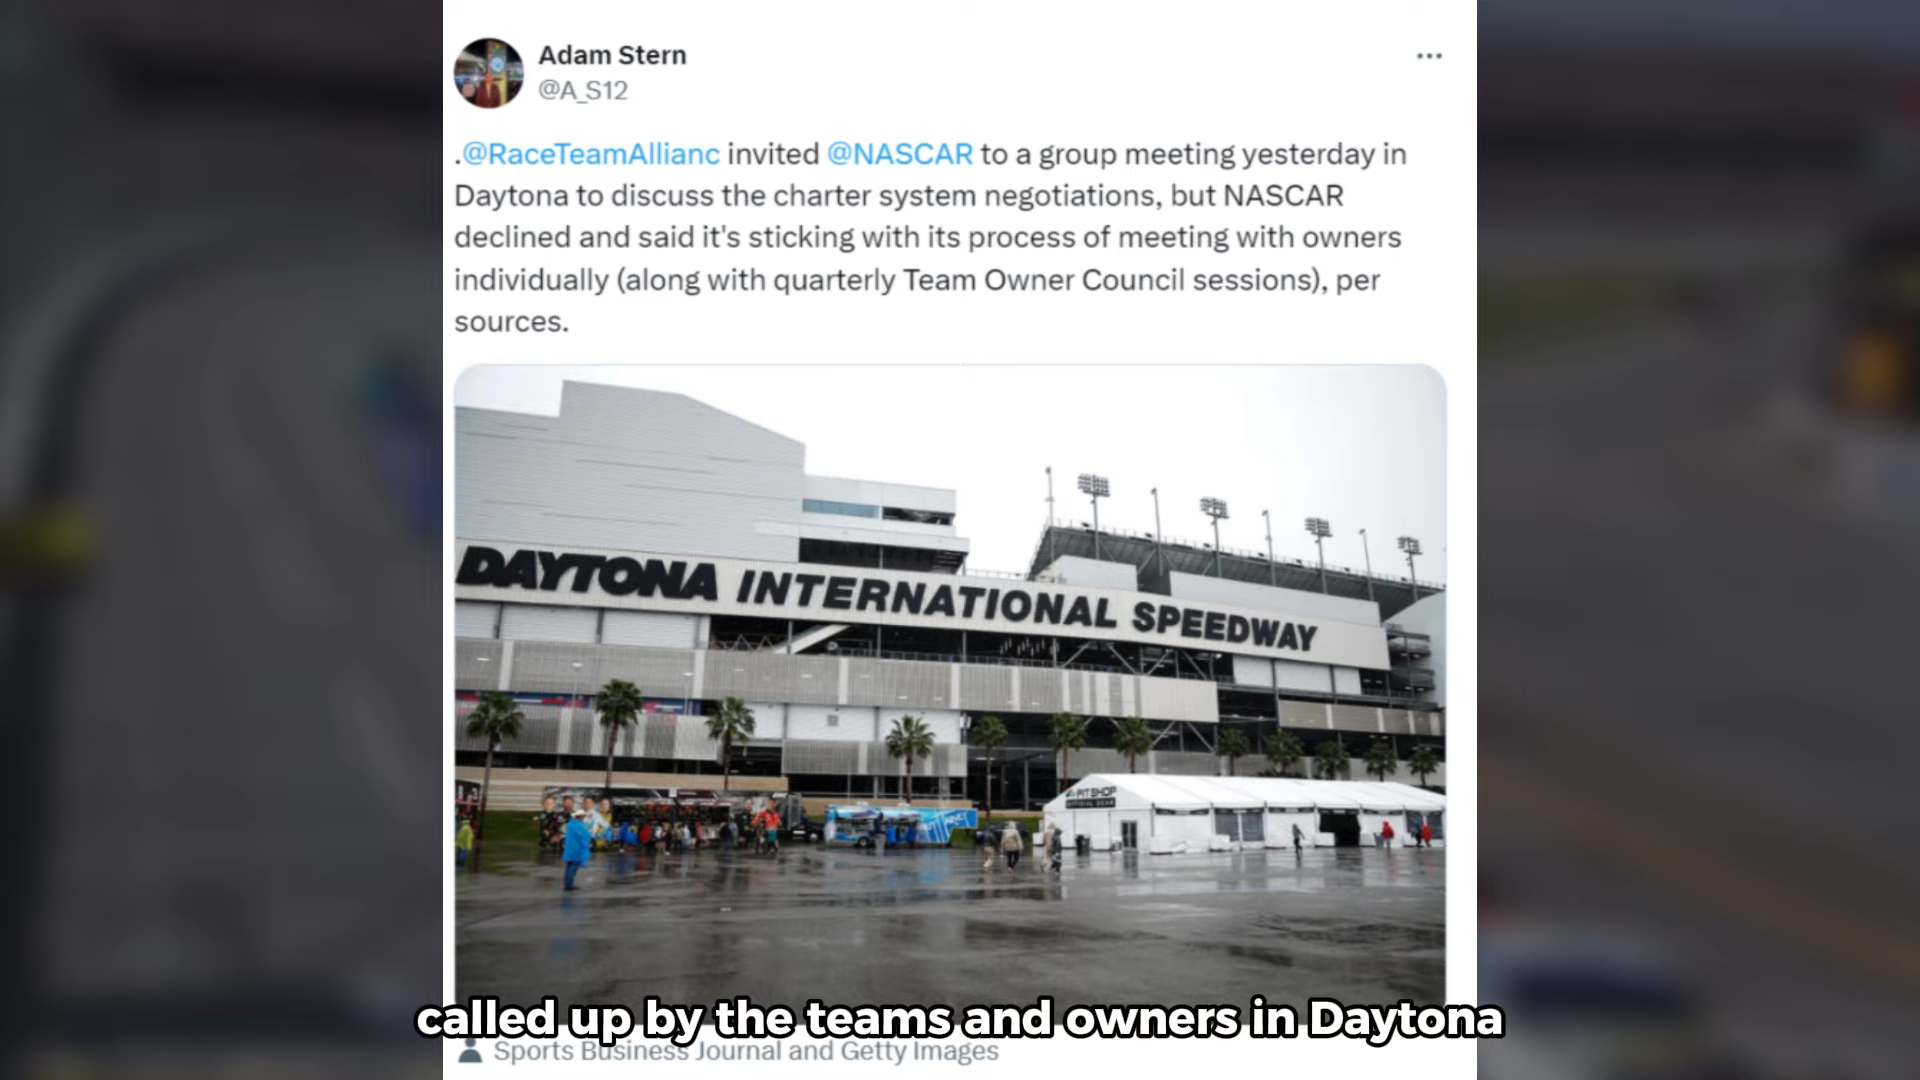 Adam Stern
@A_S12
.@RaceTeamAllianc invited @NASCAR to a group meeting yesterday in
Daytona to discuss the charter system negotiations, but NASCAR
declined and said it's sticking with its process of meeting with owners
individually (along with quarterly Team Owner Council sessions), per
sources.
DAYTONA INTERNATIONAL SPEEDWAY
PIT SHOP
OFFICIAL GEAR
called up by the teams and owners in Daytona
Sports Business Journal and Getty Images